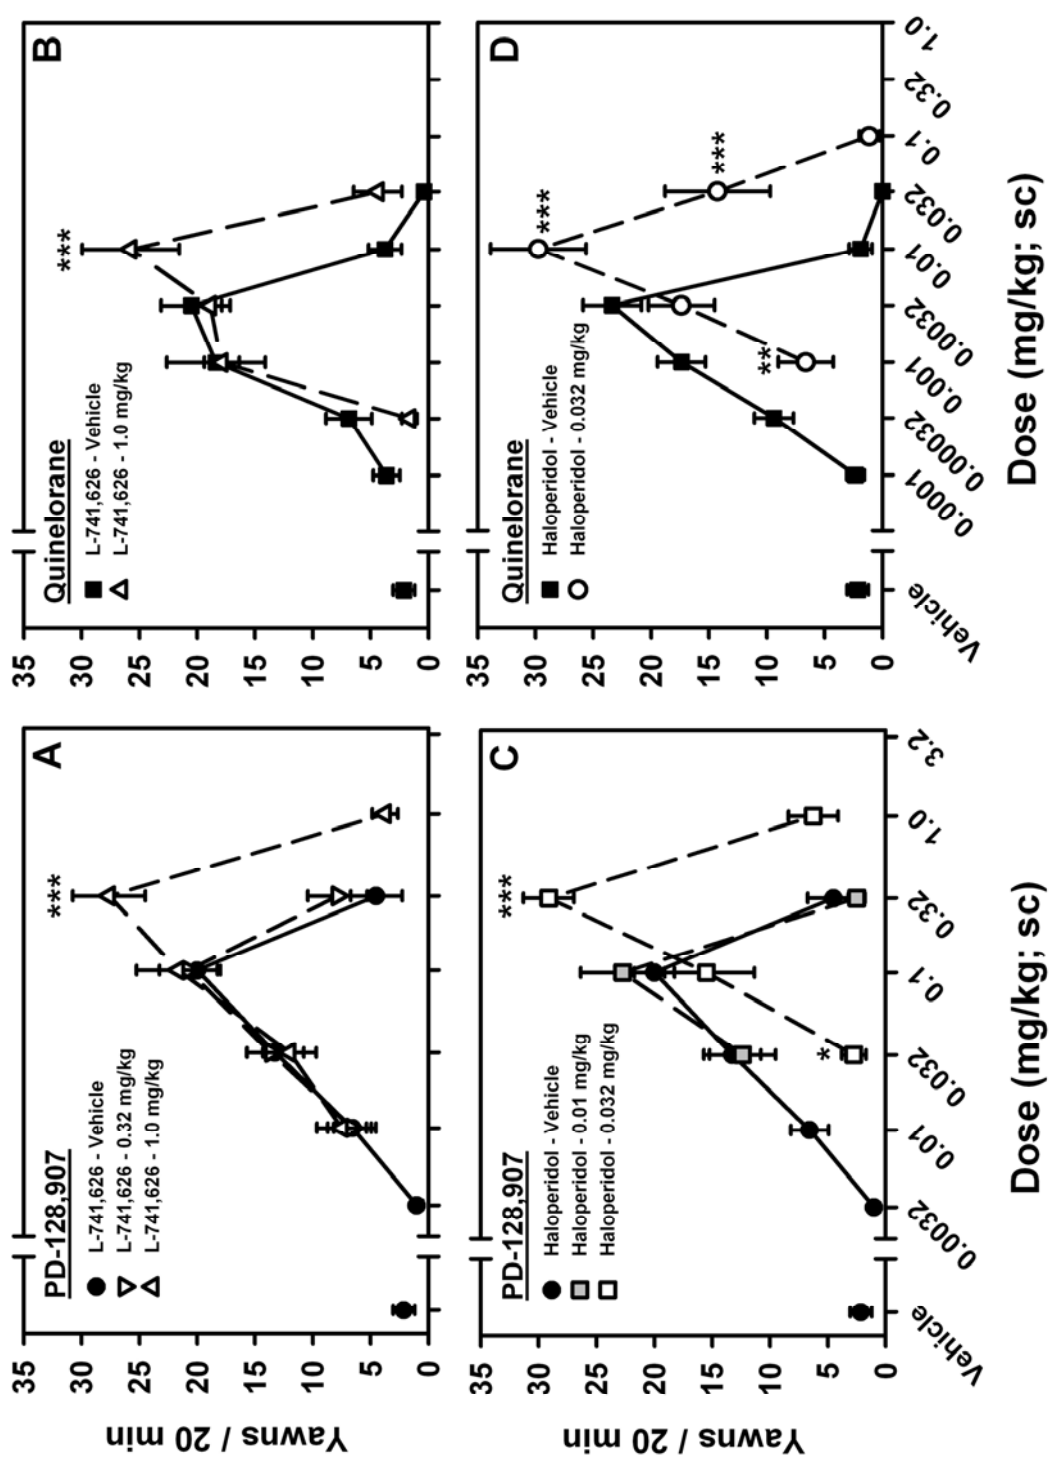 A
PD-128,907
L-741,626 - Vehicle
L-741,626 - 0.32 mg/kg
L-741,626 - 1.0 mg/kg
***
Yawns / 20 min
35
30
25
20
15
10
5
0
B
Quinelorane
L-741,626 - Vehicle
L-741,626 - 1.0 mg/kg
***
35
30
25
20
15
10
5
0
C
PD-128,907
Haloperidol - Vehicle
Haloperidol - 0.01 mg/kg
Haloperidol - 0.032 mg/kg
*
***
Yawns / 20 min
35
30
25
20
15
10
5
0
Vehicle
0.0032
0.01
0.032
0.1
0.32
1.0
3.2
Dose (mg/kg; sc)
D
Quinelorane
Haloperidol - Vehicle
Haloperidol - 0.032 mg/kg
**
***
***
35
30
25
20
15
10
5
0
Vehicle
0.0001
0.00032
0.001
0.0032
0.01
0.032
0.1
0.32
1.0
Dose (mg/kg; sc)